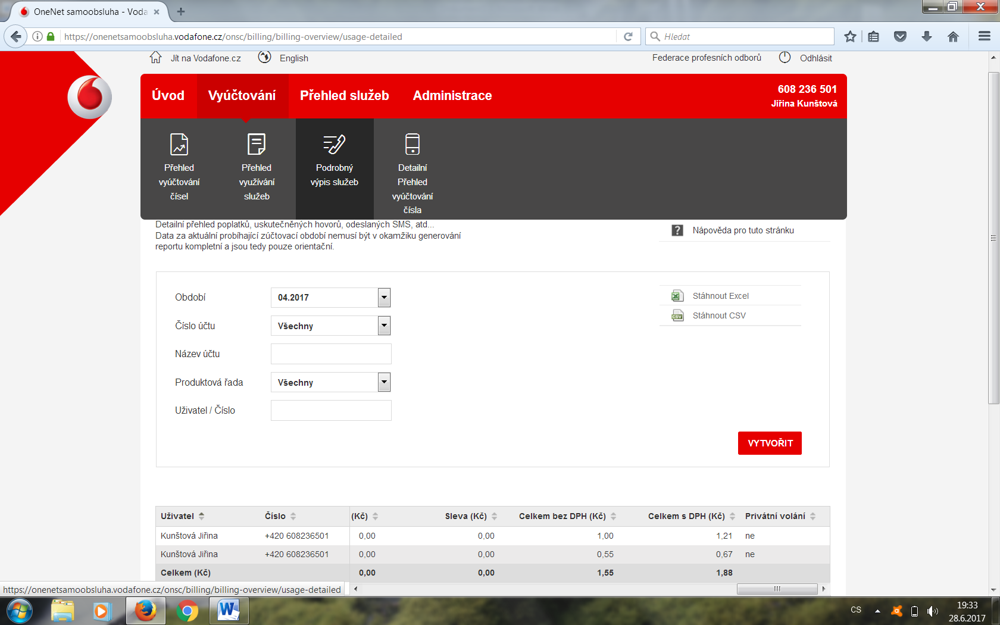 OneNet samoobsluha - Voda
https://onenetsamoobsluha.vodafone.cz/onsc/billing/billing-overview/usage-detailed
Hledat
Jít na Vodafone.cz
English
Federace profesních odborů
Odhlásit
Úvod
Vyúčtování
Přehled služeb
Administrace
608 236 501
Jiřina Kunštová
Přehled
vyúčtování
čísel
Přehled
využívání
služeb
Podrobný
výpis služeb
Detailní
Přehled
vyúčtování
čísla
Detailní přehled poplatků, uskutečněných hovorů, odeslaných SMS, atd...
Data za aktuální probíhající zúčtovací období nemusí být v okamžiku generování
reportu kompletní a jsou tedy pouze orientační.
? Nápověda pro tuto stránku
Období 04.2017
Číslo účtu Všechny
Název účtu
Produktová řada Všechny
Uživatel / Číslo
Stáhnout Excel
CSV Stáhnout CSV
VYTVOŘIT
Uživatel Číslo (Kč) Sleva (Kč) Celkem bez DPH (Kč) Celkem s DPH (Kč) Privátní volání
Kunštová Jiřina +420 608236501 0,00 0,00 1,00 1,21 ne
Kunštová Jiřina +420 608236501 0,00 0,00 0,55 0,67 ne
Celkem (Kč) 0,00 0,00 1,55 1,88
https://onenetsamoobsluha.vodafone.cz/onsc/billing/billing-overview/usage-detailed
CS
19:33
28.6.2017